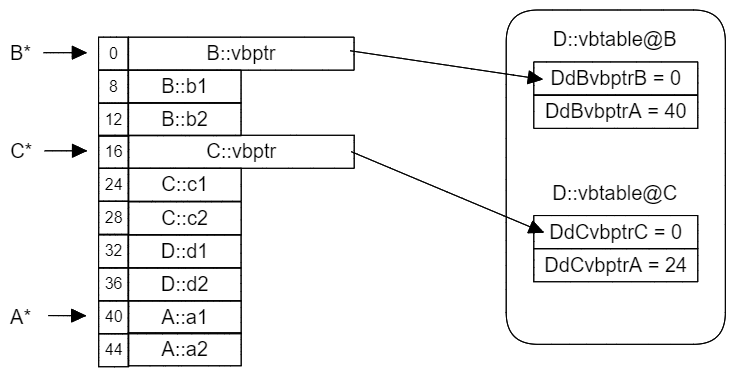 B* 0 B::vbptr
8 B::b1
12 B::b2
C* 16 C::vbptr
24 C::c1
28 C::c2
32 D::d1
36 D::d2
A* 40 A::a1
44 A::a2
D::vbtable@B
DdBvbptrB = 0
DdBvbptrA = 40
D::vbtable@C
DdCvbptrC = 0
DdCvbptrA = 24